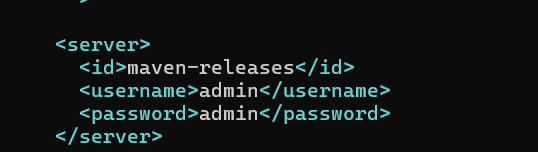 >
<server>
<id>maven-releases</id>
<username>admin</username>
<password>admin</password>
</server>